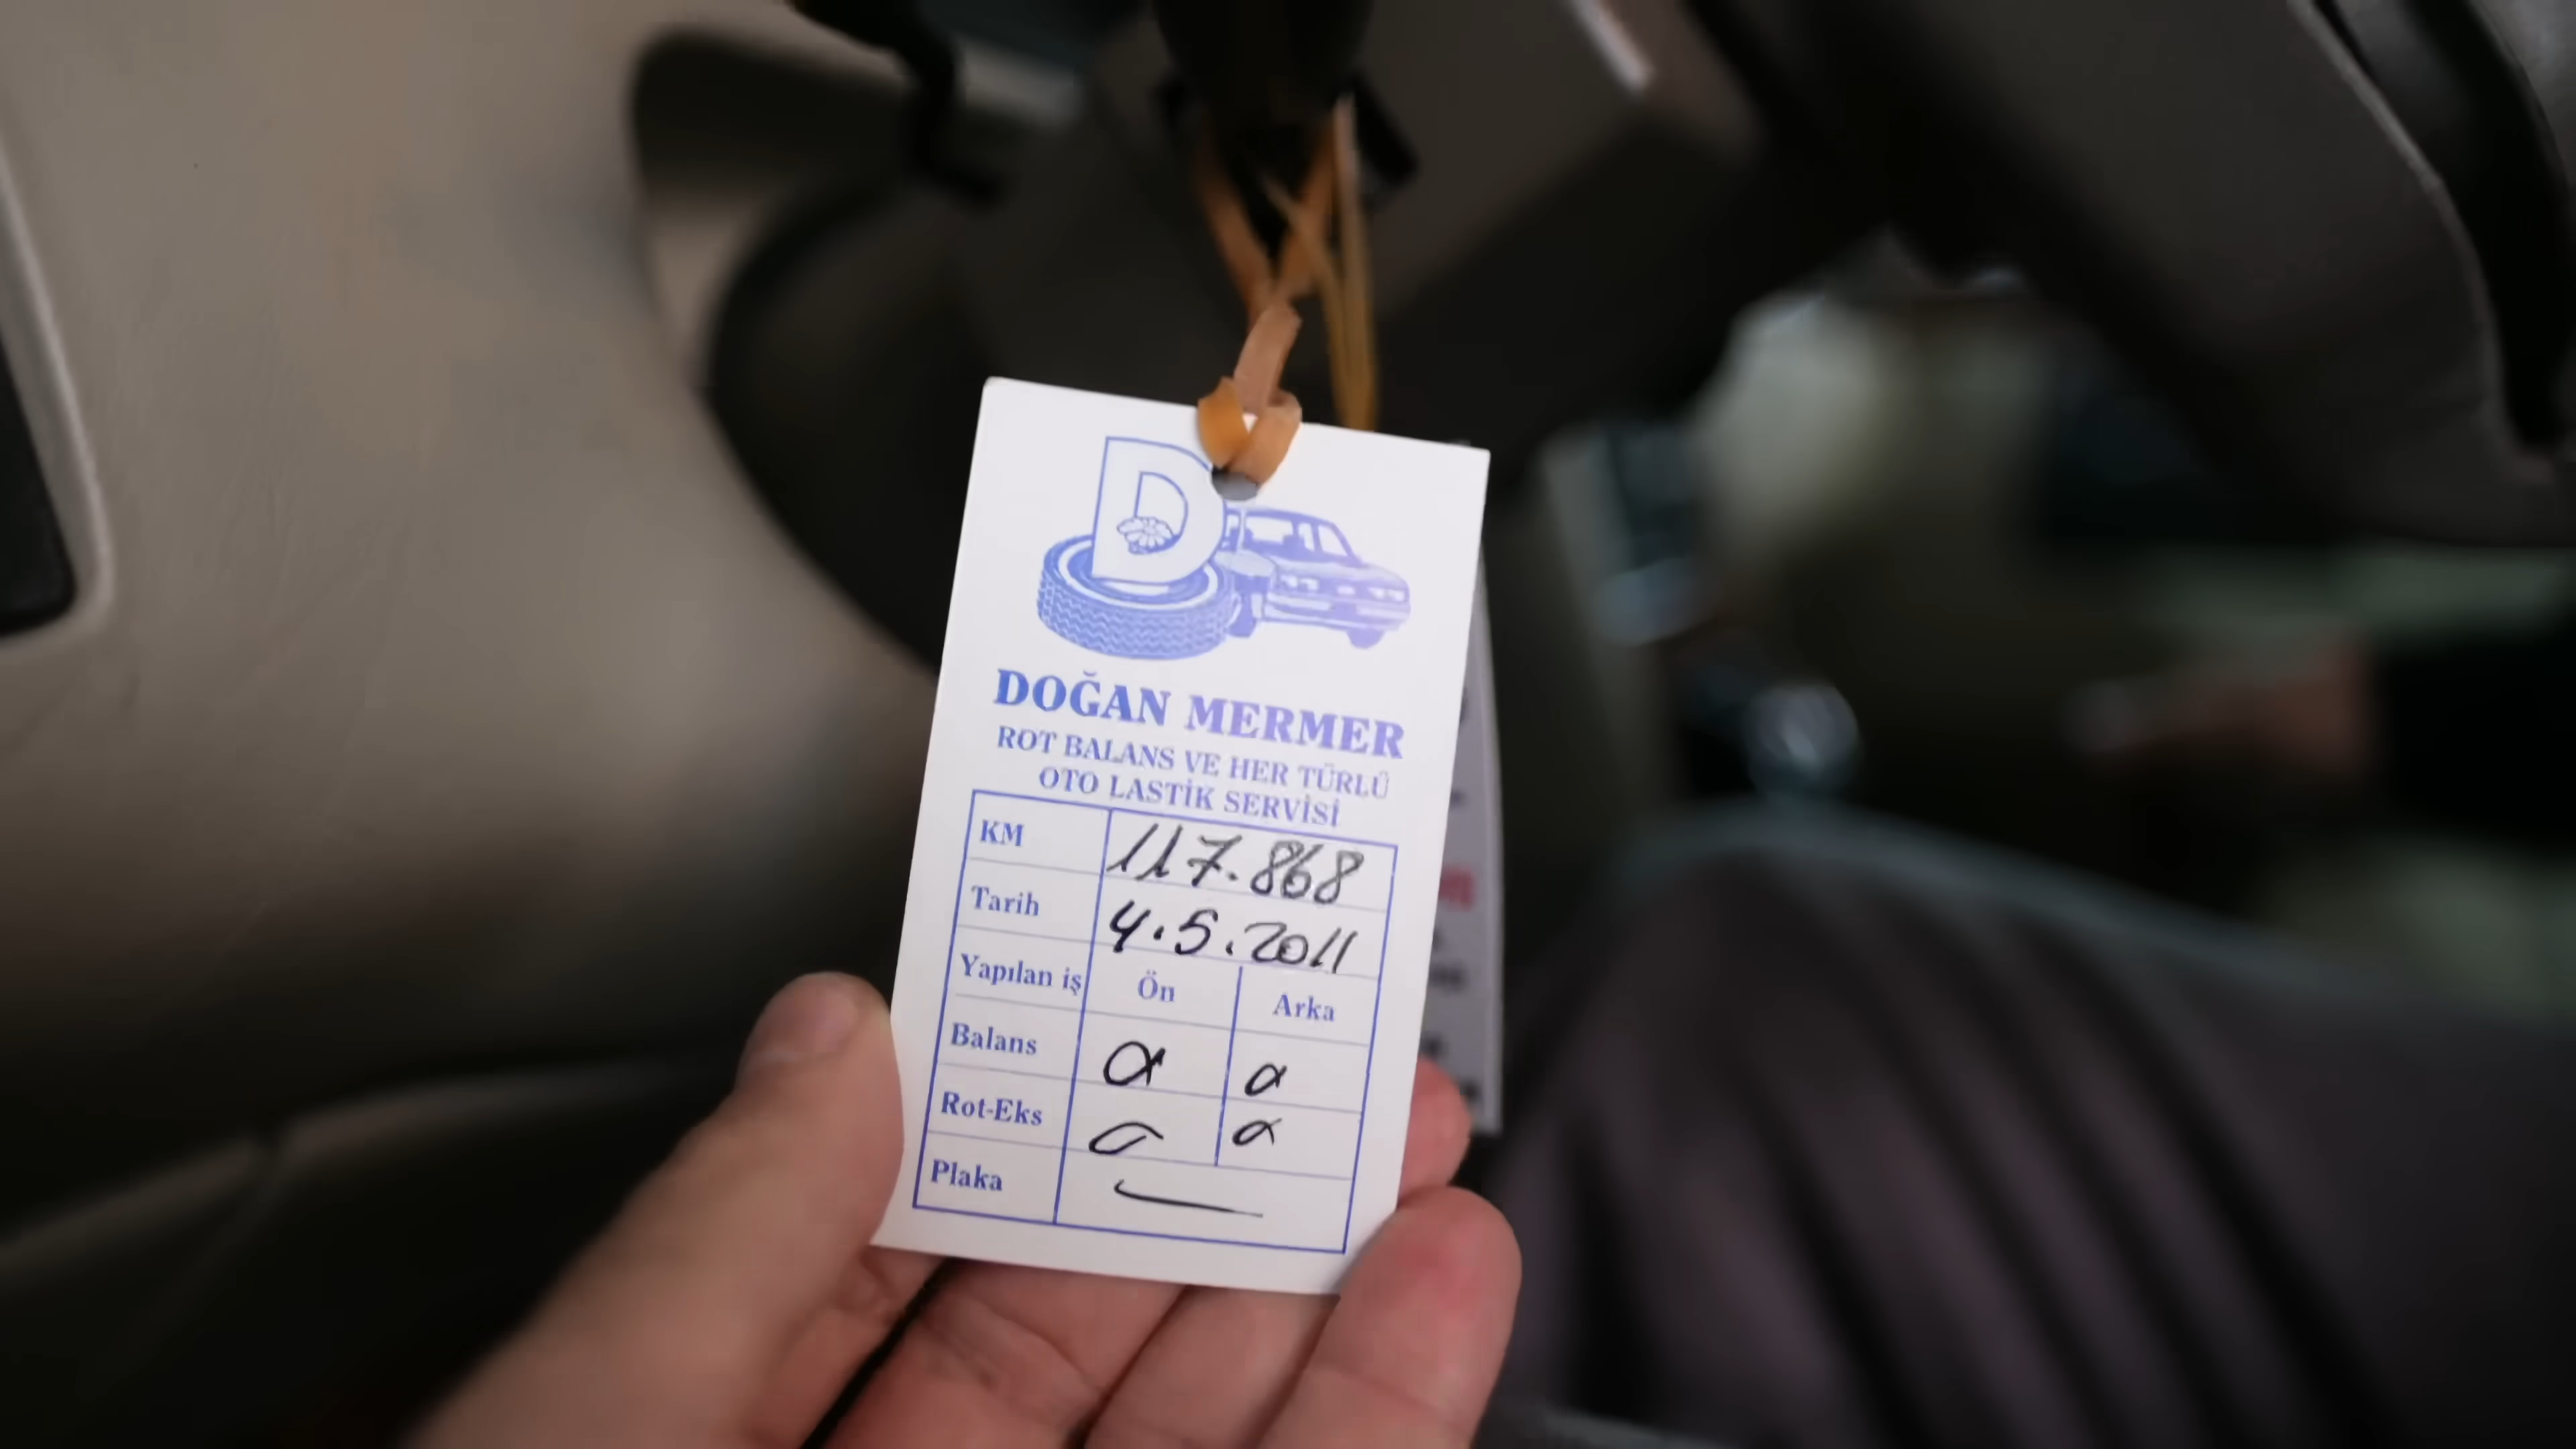 D
DOĞAN MERMER
ROT BALANS VE HER TÜRLÜ
OTO LASTİK SERVİSİ
KM 117.868
Tarih 4.5.2011
Yapılan iş Ön Arka
Balans
Rot-Eks
Plaka